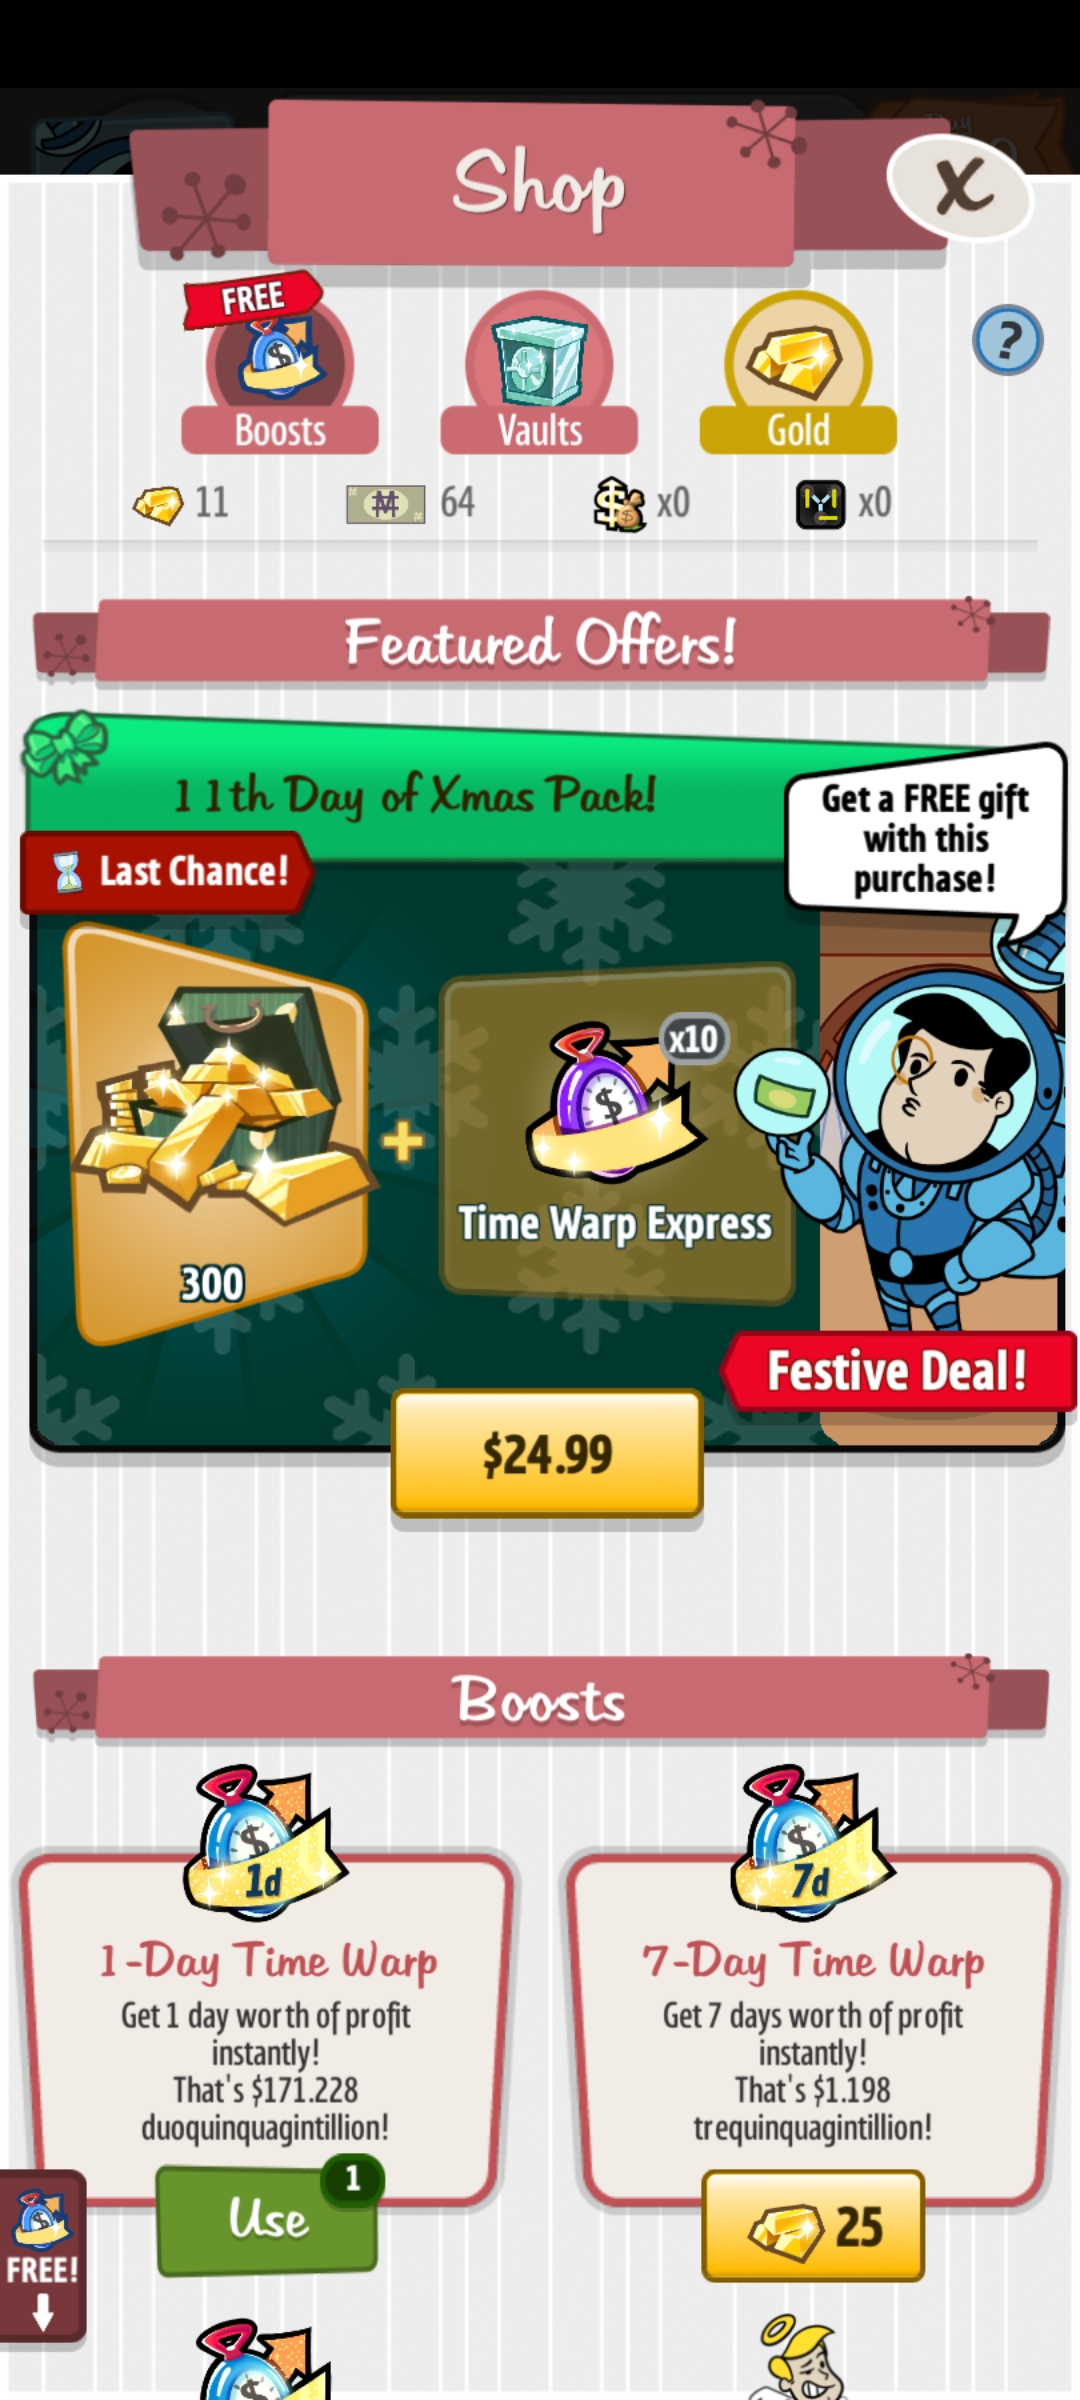 Shop
X
FREE
Boosts
Vaults
Gold
?
11
64
x0
x0
Featured Offers!
11th Day of Xmas Pack!
Get a FREE gift
with this
purchase!
Last Chance!
x10
+
Time Warp Express
300
Festive Deal!
$24.99
Boosts
1d
7d
1-Day Time Warp
Get 1 day worth of profit
instantly!
That's $171.228
duoquinquagintillion!
7-Day Time Warp
Get 7 days worth of profit
instantly!
That's $1.198
trequinquagintillion!
1
Use
25
FREE!